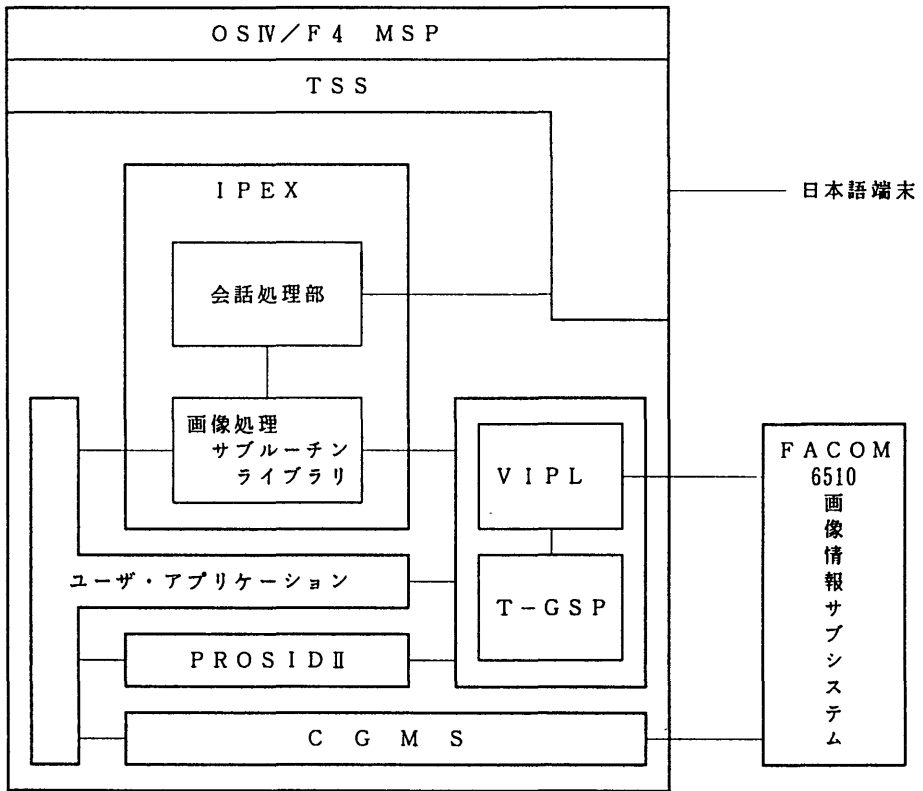 OSⅣ/F4 MSP
TSS
IPEX
日本語端末
会話処理部
画像処理
サブルーチン
ライブラリ
VIPL
T-GSP
FACOM
6510
画像情報サブシステム
ユーザ・アプリケーション
PROSIDⅡ
CGMS